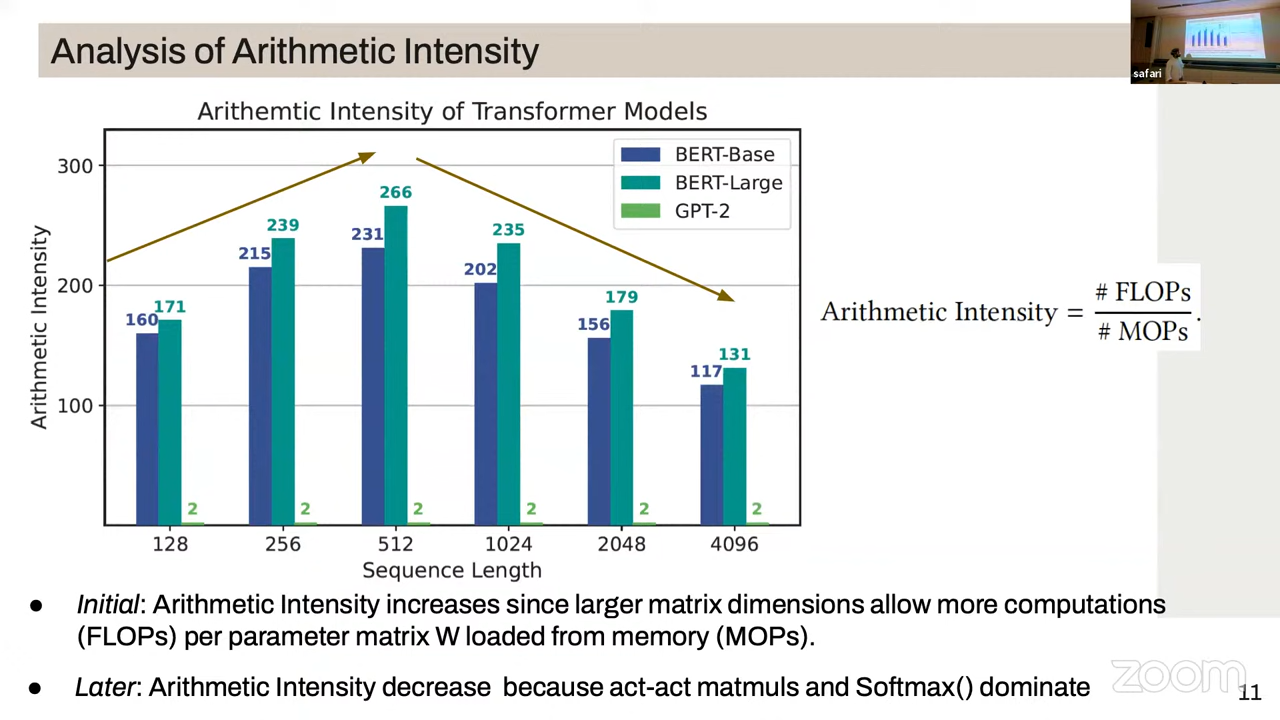 Analysis of Arithmetic Intensity
safari
Arithemtic Intensity of Transformer Models
Arithmetic Intensity
300
200
100
BERT-Base
BERT-Large
GPT-2
160
171
2
215
239
2
231
266
2
202
235
2
156
179
2
117
131
2
128
256
512
1024
2048
4096
Sequence Length
Arithmetic Intensity = # FLOPs / # MOPs .
● Initial: Arithmetic Intensity increases since larger matrix dimensions allow more computations
(FLOPs) per parameter matrix W loaded from memory (MOPs).
● Later: Arithmetic Intensity decrease because act-act matmuls and Softmax() dominate
zoom
11